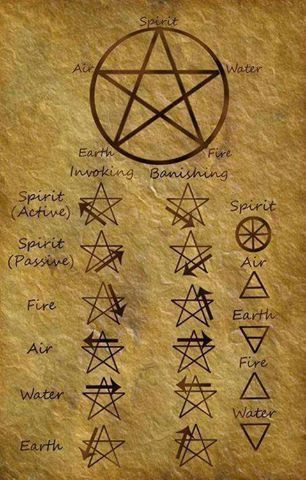 Spirit
Air
Water
Earth
Fire
Invoking Banishing
Spirit
(Active)
Spirit
(Passive)
Fire
Air
Water
Earth
Spirit
Air
Earth
Fire
Water